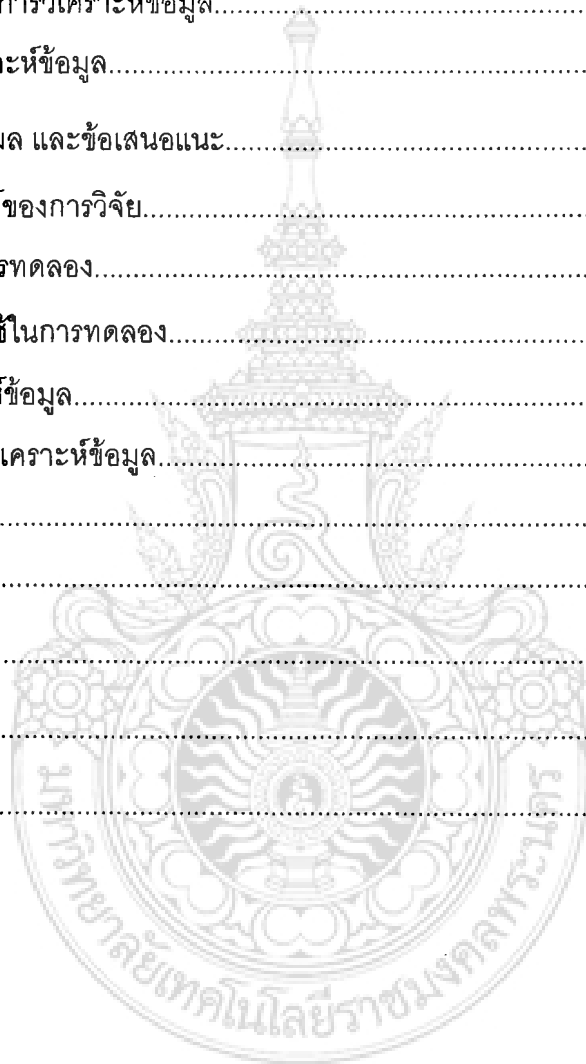 การวิเคราะห์ข้อมูล
ะห์ข้อมูล
ผล และข้อเสนอแนะ
ของการวิจัย
รทดลอง
ช้ในการทดลอง
ห์ข้อมูล
เคราะห์ข้อมูล
มหาวิทยาลัยเทคโนโลยีราชมงคลพระนคร